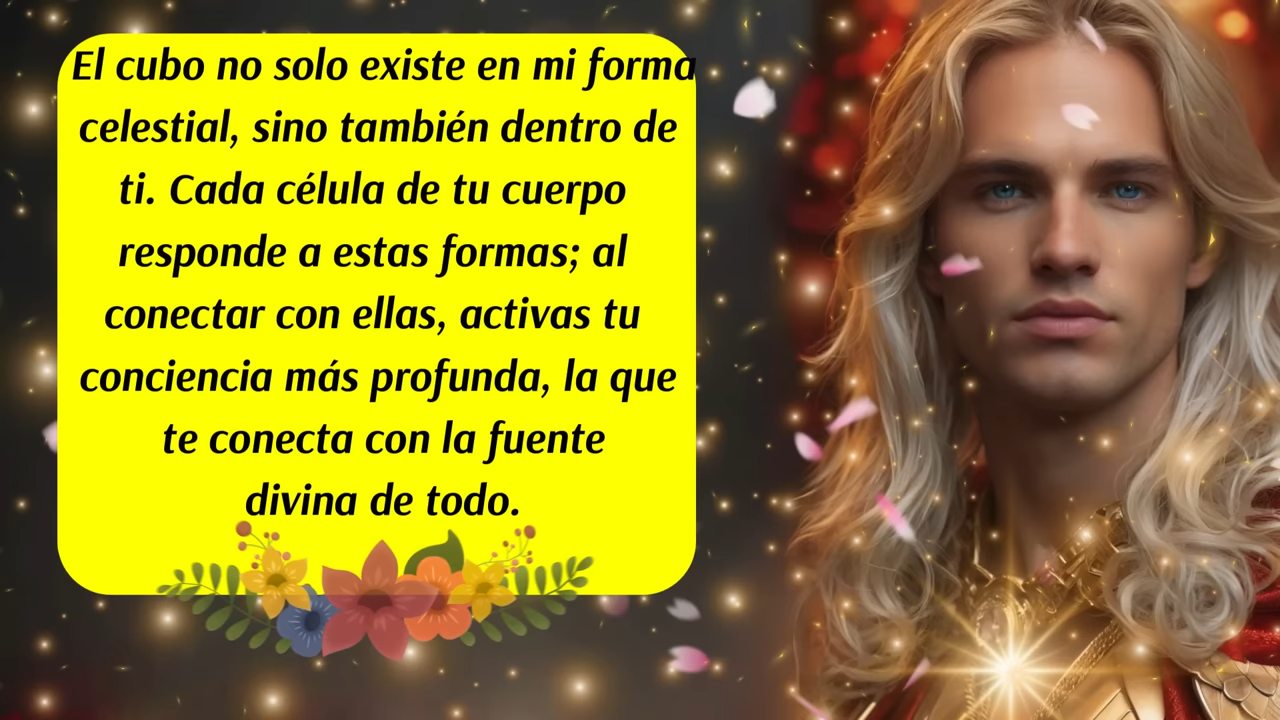 El cubo no solo existe en mi forma
celestial, sino también dentro de
ti. Cada célula de tu cuerpo
responde a estas formas; al
conectar con ellas, activas tu
conciencia más profunda, la que
te conecta con la fuente
divina de todo.